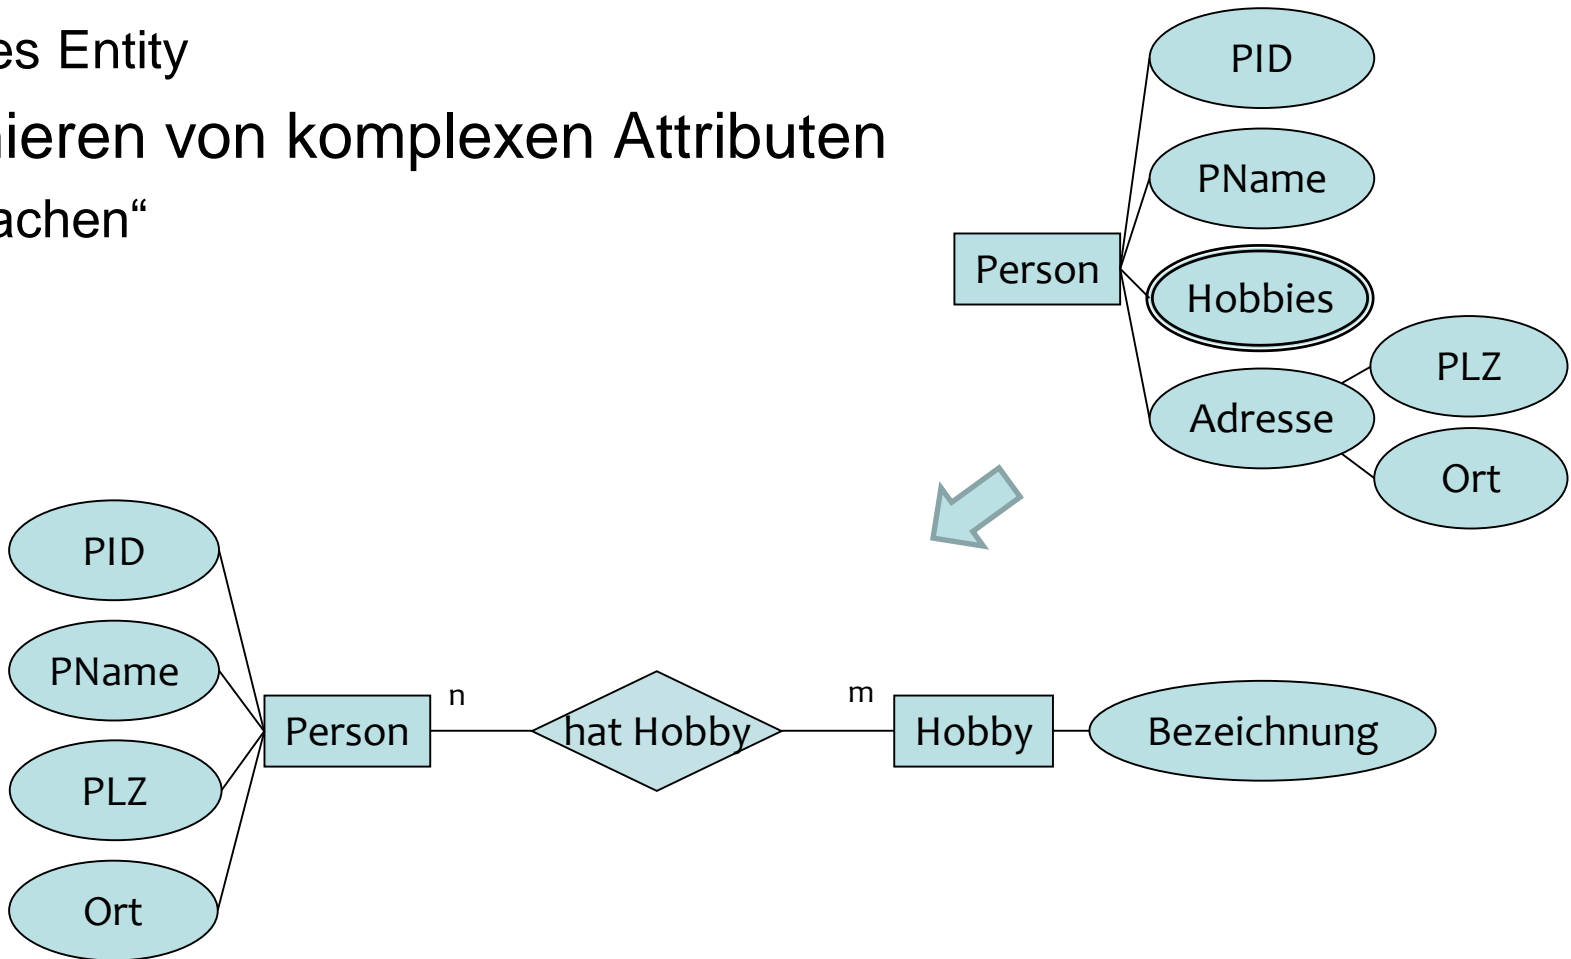 es Entity
ieren von komplexen Attributen
achen“
PID
PName
Person
Hobbies
PLZ
Adresse
Ort
PID
PName
n
m
Person
hat Hobby
Hobby
Bezeichnung
PLZ
Ort